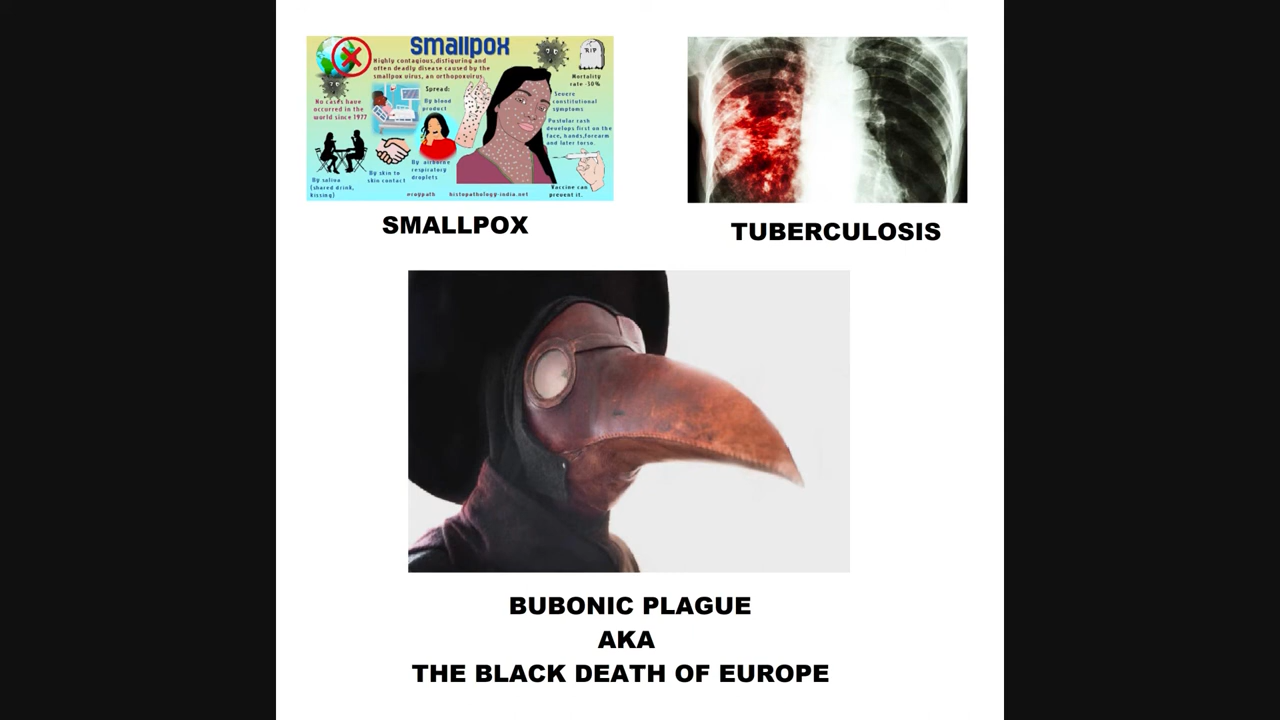 smallpox
Highly contagious,disfiguring and
often deadly disease caused by the
smallpox virus, an orthopoxvirus.
RIP
Mortality
rate -30%
No cases have
occurred in the
world since 1977
Spread:
By blood
product
Severe
constitutional
symptoms
Pustular rash
develops first on the
face, hands,forearm
and later torso.
By skin to
skin contact
By airborne
respiratory
droplets
By saliva
(shared drink,
kissing)
histopathology-india.net
Vaccine can
prevent it.
SMALLPOX
TUBERCULOSIS
BUBONIC PLAGUE
AKA
THE BLACK DEATH OF EUROPE